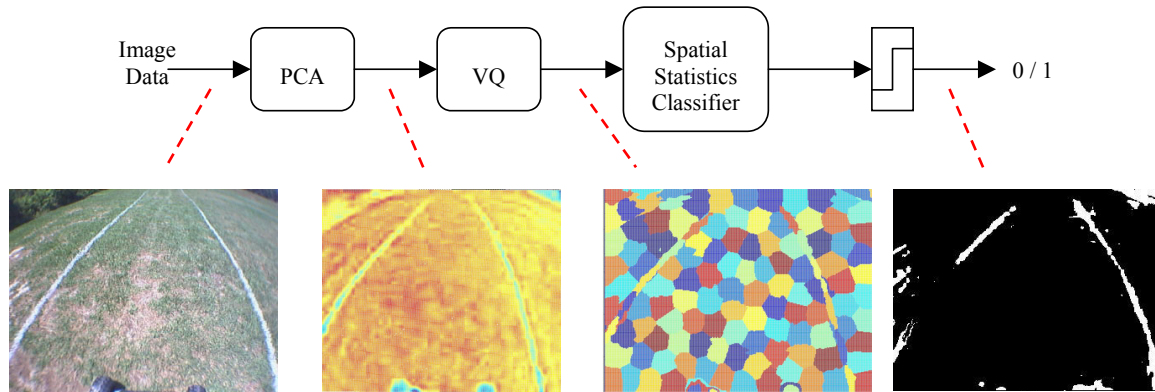 Image
Data
PCA
VQ
Spatial
Statistics
Classifier
0 / 1